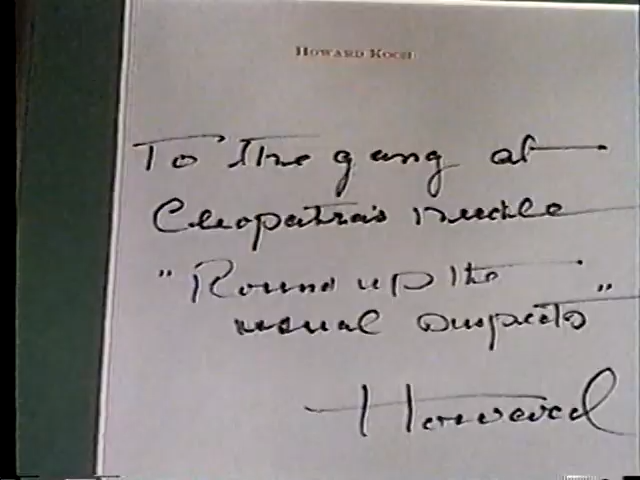 HOWARD KOCH
To The gang at
Cleopatra's Needle
"Round up the
usual suspects"
Howard